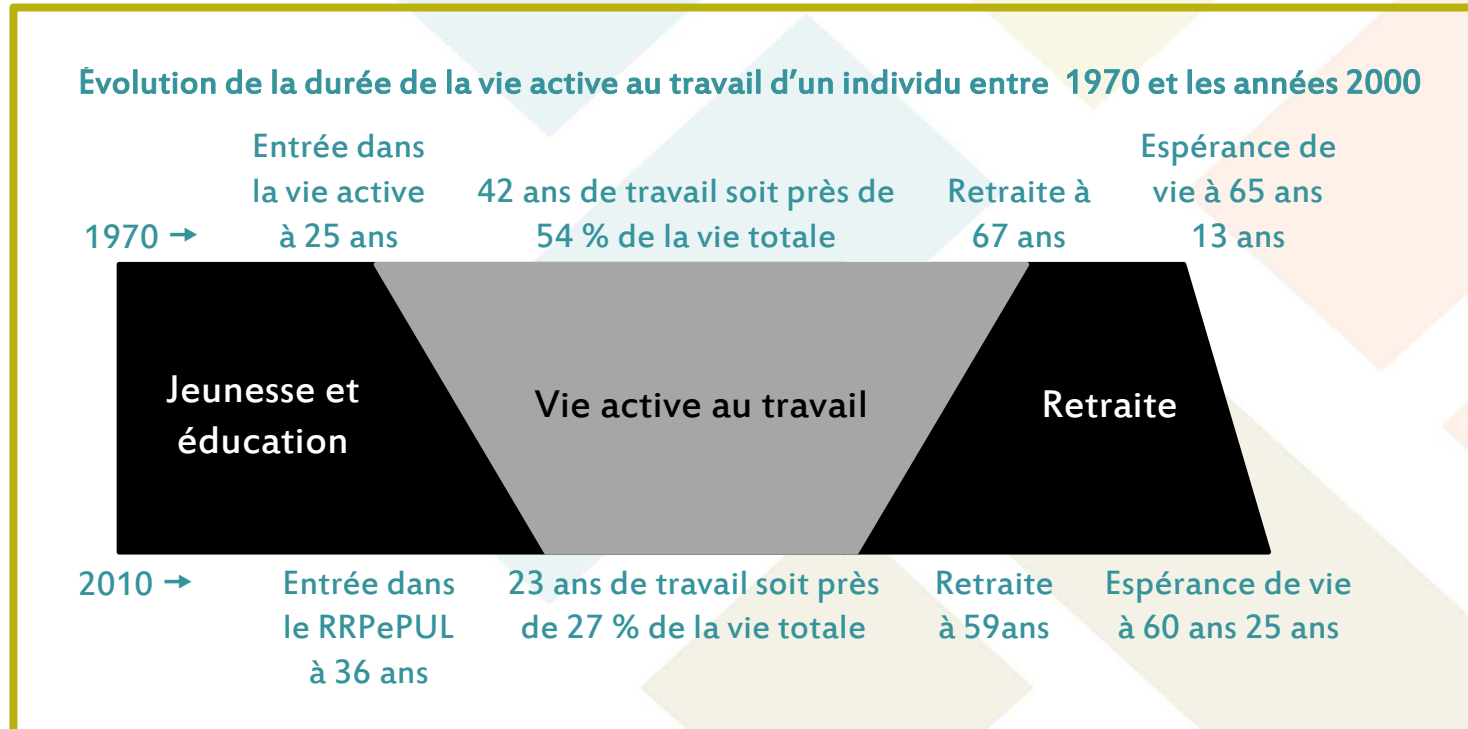 Évolution de la durée de la vie active au travail d'un individu entre 1970 et les années 2000
1970 →
Entrée dans
la vie active
à 25 ans
42 ans de travail soit près de
54 % de la vie totale
Retraite à
67 ans
Espérance de
vie à 65 ans
13 ans
Jeunesse et
éducation
Vie active au travail
Retraite
2010 →
Entrée dans
le RRPePUL
à 36 ans
23 ans de travail soit près
de 27 % de la vie totale
Retraite
à 59ans
Espérance de vie
à 60 ans 25 ans